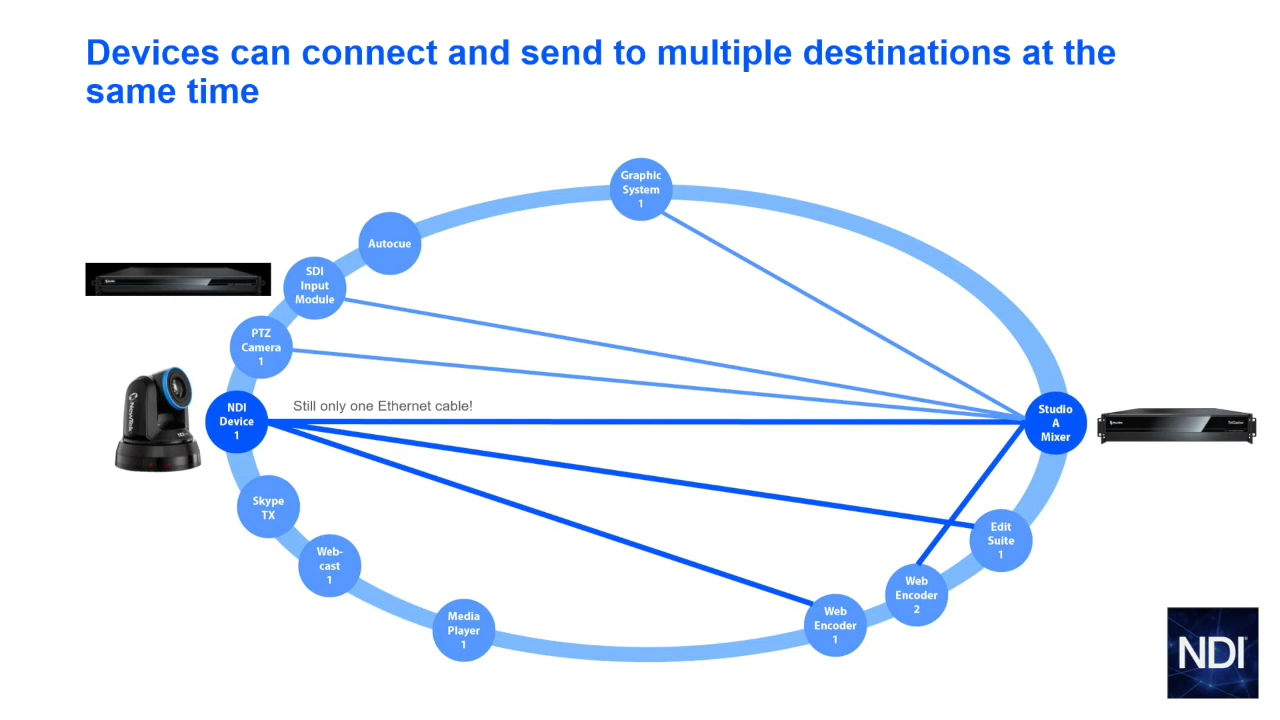 Devices can connect and send to multiple destinations at the
same time
Graphic
System
1
Autocue
SDI
Input
Module
PTZ
Camera
1
Still only one Ethernet cable!
NDI
Device
1
Studio
A
Mixer
Skype
TX
Edit
Suite
1
Web-
cast
1
Web
Encoder
2
Media
Player
1
Web
Encoder
1
NewTek
NDI